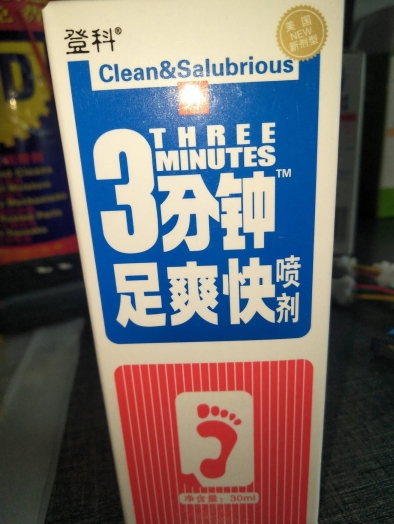 登科®
美国
NEW
新剂型
Clean&Salubrious
THREE
MINUTES
3分钟™
足爽快喷剂
净含量：30ml